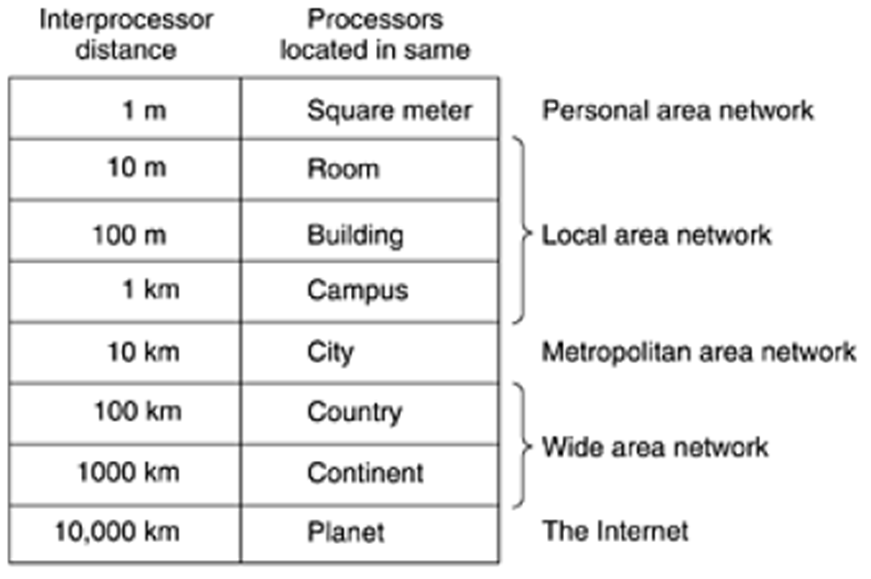 Interprocessor distance
Processors located in same
1 m Square meter Personal area network
10 m Room
100 m Building Local area network
1 km Campus
10 km City Metropolitan area network
100 km Country
Wide area network
1000 km Continent
10,000 km Planet The Internet